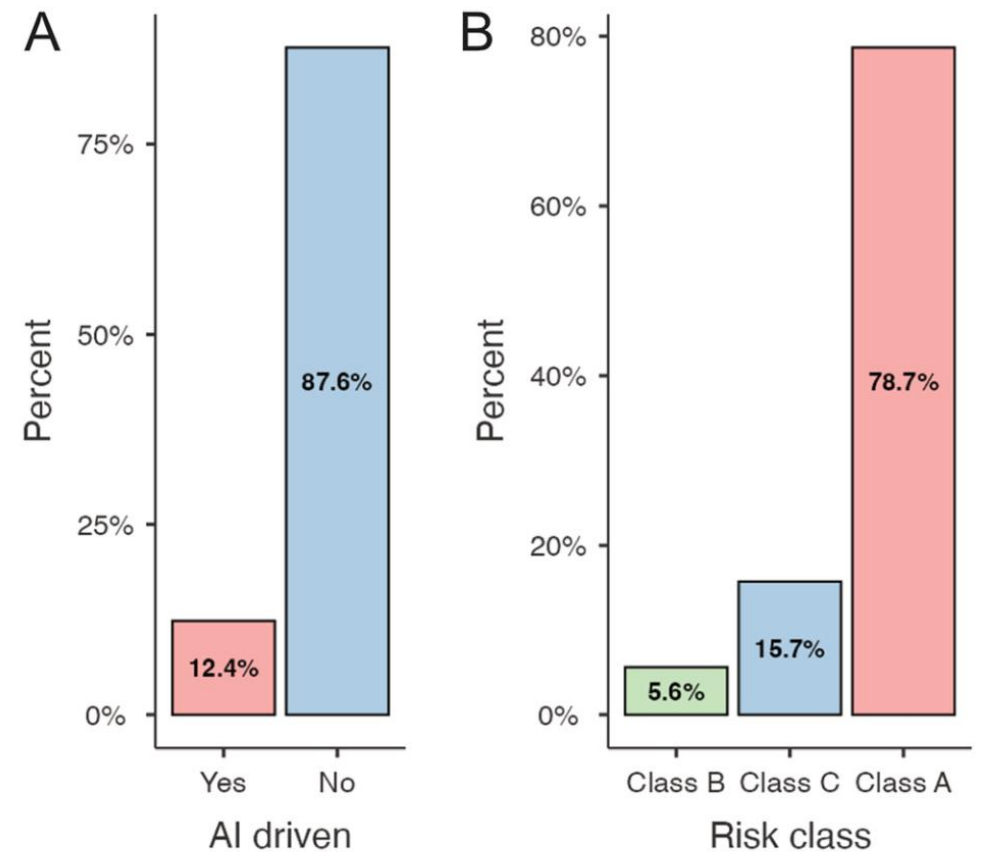 A
Percent
75%
50%
25%
0%
87.6%
12.4%
Yes No
AI driven
B
Percent
80%
60%
40%
20%
0%
78.7%
15.7%
5.6%
Class B Class C Class A
Risk class